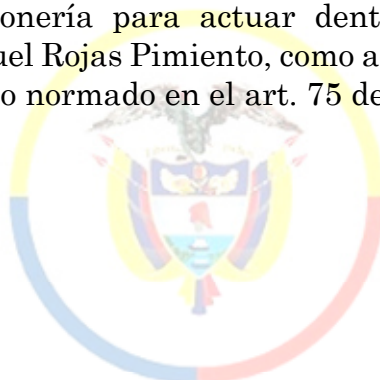 onería para actuar dent
uel Rojas Pimiento, como a
o normado en el art. 75 de